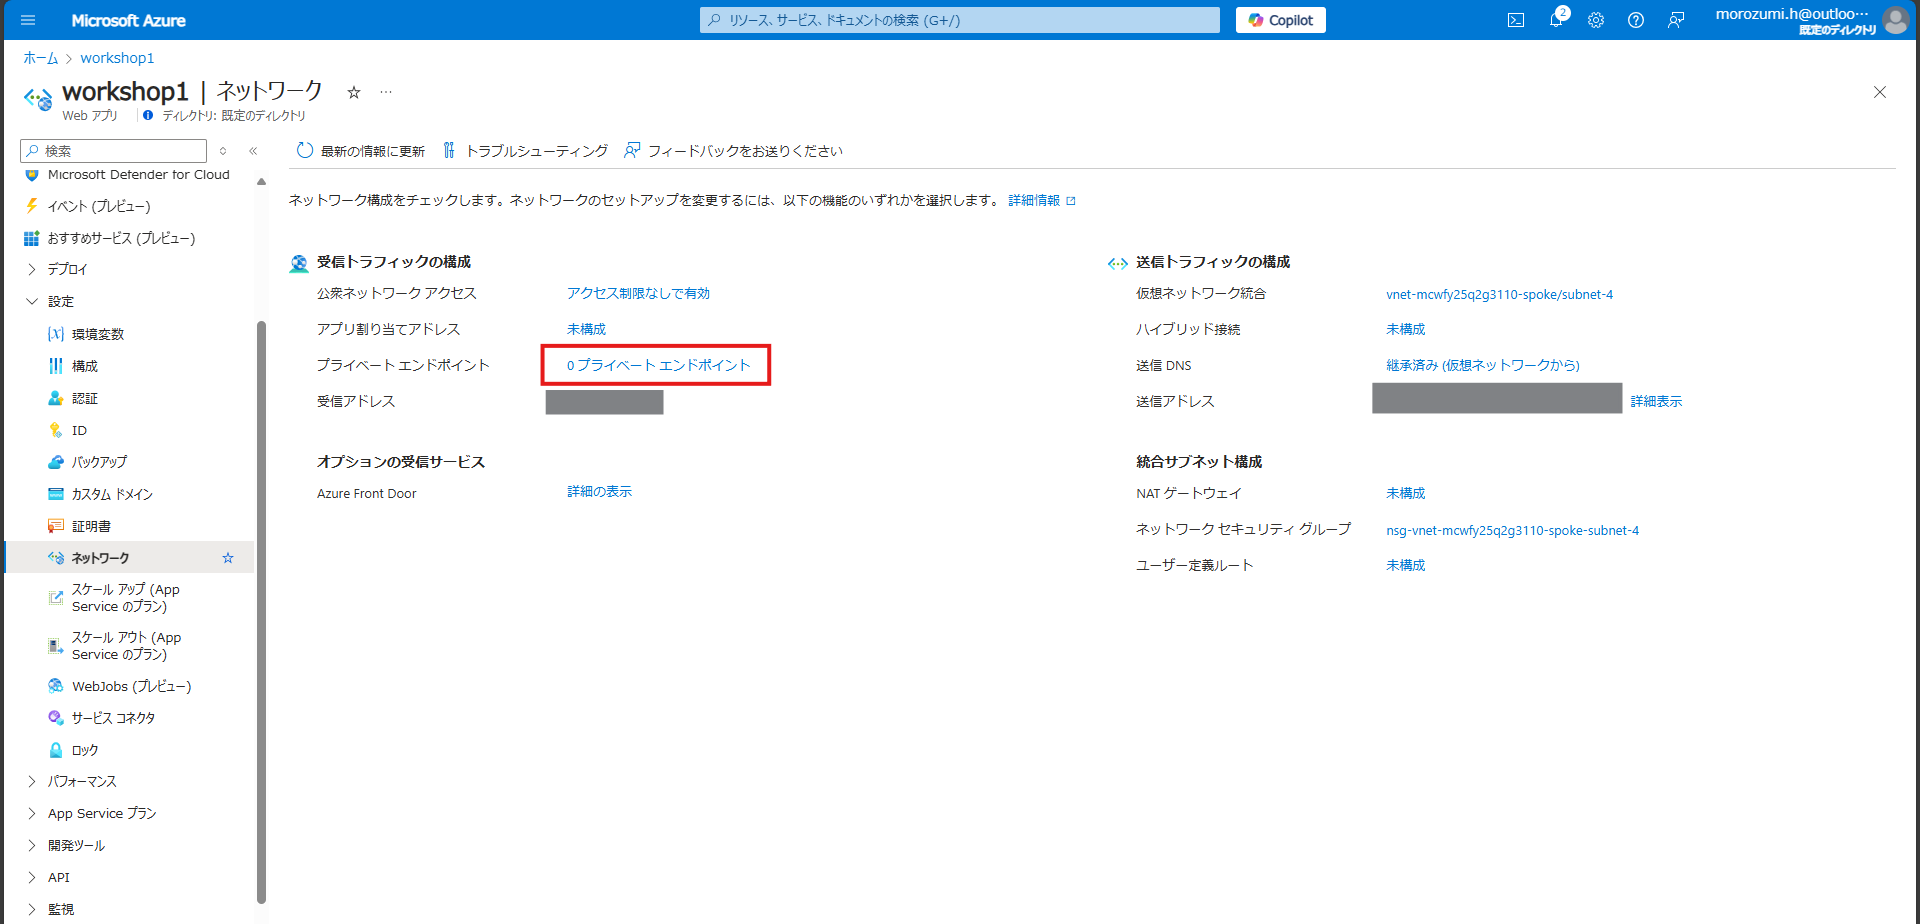 Microsoft Azure
リソース、サービス、ドキュメントの検索 (G+/)
Copilot
2
morozumi.h@outloo…
既定のディレクトリ
ホーム > workshop1
workshop1 | ネットワーク
Web アプリ
ディレクトリ: 既定のディレクトリ
検索
最新の情報に更新
トラブルシューティング
フィードバックをお送りください
Microsoft Defender for Cloud
イベント (プレビュー)
おすすめサービス (プレビュー)
デプロイ
設定
環境変数
構成
認証
ID
バックアップ
カスタム ドメイン
証明書
ネットワーク
スケール アップ (App
Service のプラン)
スケール アウト (App
Service のプラン)
WebJobs (プレビュー)
サービス コネクタ
ロック
パフォーマンス
App Service プラン
開発ツール
API
監視
ネットワーク構成をチェックします。ネットワークのセットアップを変更するには、以下の機能のいずれかを選択します。 詳細情報
受信トラフィックの構成
公衆ネットワーク アクセス アクセス制限なしで有効
アプリ割り当てアドレス 未構成
プライベート エンドポイント 0 プライベート エンドポイント
受信アドレス
オプションの受信サービス
Azure Front Door 詳細の表示
送信トラフィックの構成
仮想ネットワーク統合 vnet-mcwfy25q2g3110-spoke/subnet-4
ハイブリッド接続 未構成
送信 DNS 継承済み (仮想ネットワークから)
送信アドレス 詳細表示
統合サブネット構成
NAT ゲートウェイ 未構成
ネットワーク セキュリティ グループ nsg-vnet-mcwfy25q2g3110-spoke-subnet-4
ユーザー定義ルート 未構成